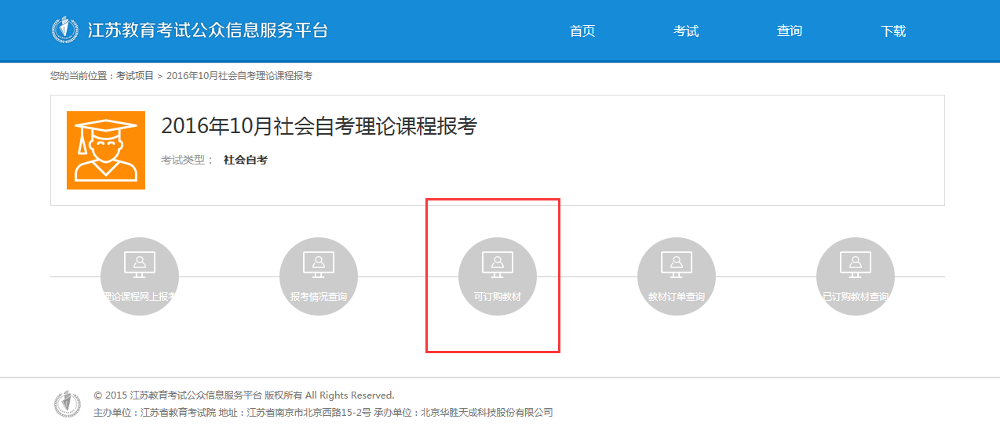 江苏教育考试公众信息服务平台
首页 考试 查询 下载
您的当前位置：考试项目 > 2016年10月社会自考理论课程报考
2016年10月社会自考理论课程报考
考试类型： 社会自考
理论课程网上报考 报考情况查询 可订购教材 教材订单查询 已订购教材查询
© 2015 江苏教育考试公众信息服务平台 版权所有 All Rights Reserved.
主办单位：江苏省教育考试院 地址：江苏省南京市北京西路15-2号 承办单位：北京华胜天成科技股份有限公司